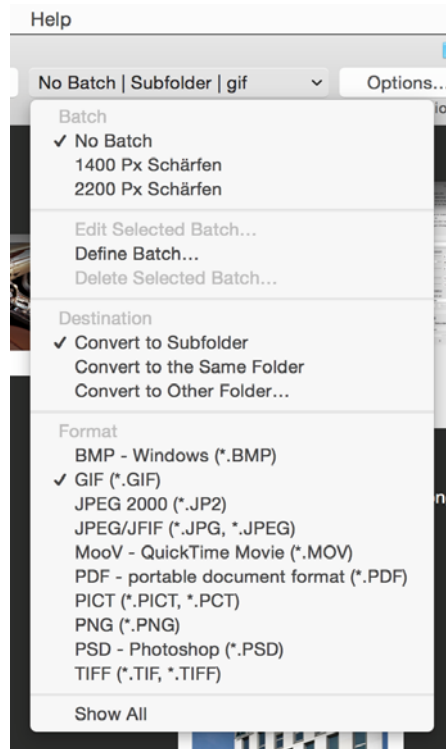 Help
No Batch | Subfolder | gif
Options...
Batch
✓ No Batch
1400 Px Schärfen
2200 Px Schärfen
Edit Selected Batch...
Define Batch...
Delete Selected Batch...
Destination
✓ Convert to Subfolder
Convert to the Same Folder
Convert to Other Folder...
Format
BMP - Windows (*.BMP)
✓ GIF (*.GIF)
JPEG 2000 (*.JP2)
JPEG/JFIF (*.JPG, *.JPEG)
MooV - QuickTime Movie (*.MOV)
PDF - portable document format (*.PDF)
PICT (*.PICT, *.PCT)
PNG (*.PNG)
PSD - Photoshop (*.PSD)
TIFF (*.TIF, *.TIFF)
Show All